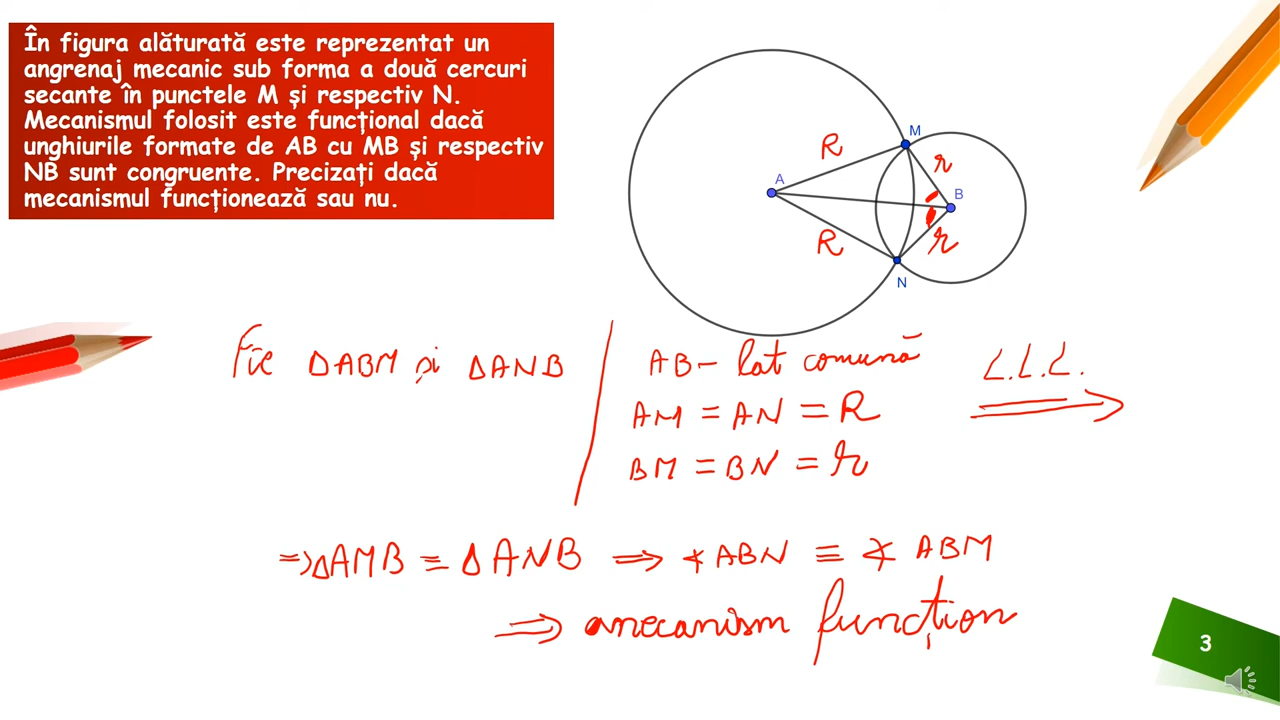 În figura alăturată este reprezentat un
angrenaj mecanic sub forma a două cercuri
secante în punctele M și respectiv N.
Mecanismul folosit este funcțional dacă
unghiurile formate de AB cu MB și respectiv
NB sunt congruente. Precizați dacă
mecanismul funcționează sau nu.
M
R
r
A
B
R
r
N
Fie ΔABM și ΔANB
AB - lat comună
AM = AN = R
BM = BN = r
L.L.L.
=> ΔAMB ≡ ΔANB => ∢ABN ≡ ∢ABM
=> mecanism funcțion
3